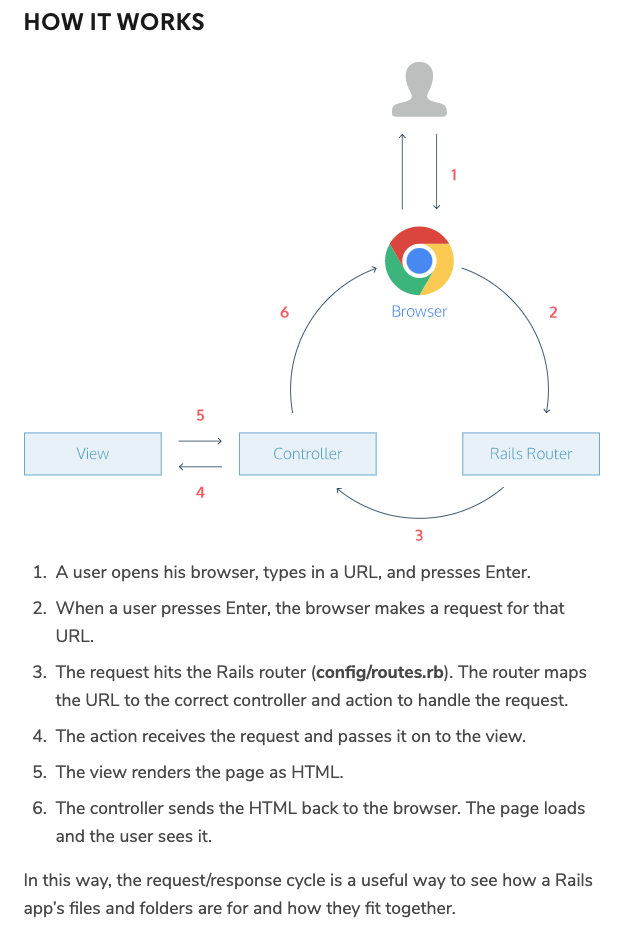 HOW IT WORKS
1
Browser
6
2
5
View
Controller
Rails Router
4
3
1. A user opens his browser, types in a URL, and presses Enter.
2. When a user presses Enter, the browser makes a request for that
URL.
3. The request hits the Rails router (config/routes.rb). The router maps
the URL to the correct controller and action to handle the request.
4. The action receives the request and passes it on to the view.
5. The view renders the page as HTML.
6. The controller sends the HTML back to the browser. The page loads
and the user sees it.
In this way, the request/response cycle is a useful way to see how a Rails
app’s files and folders are for and how they fit together.